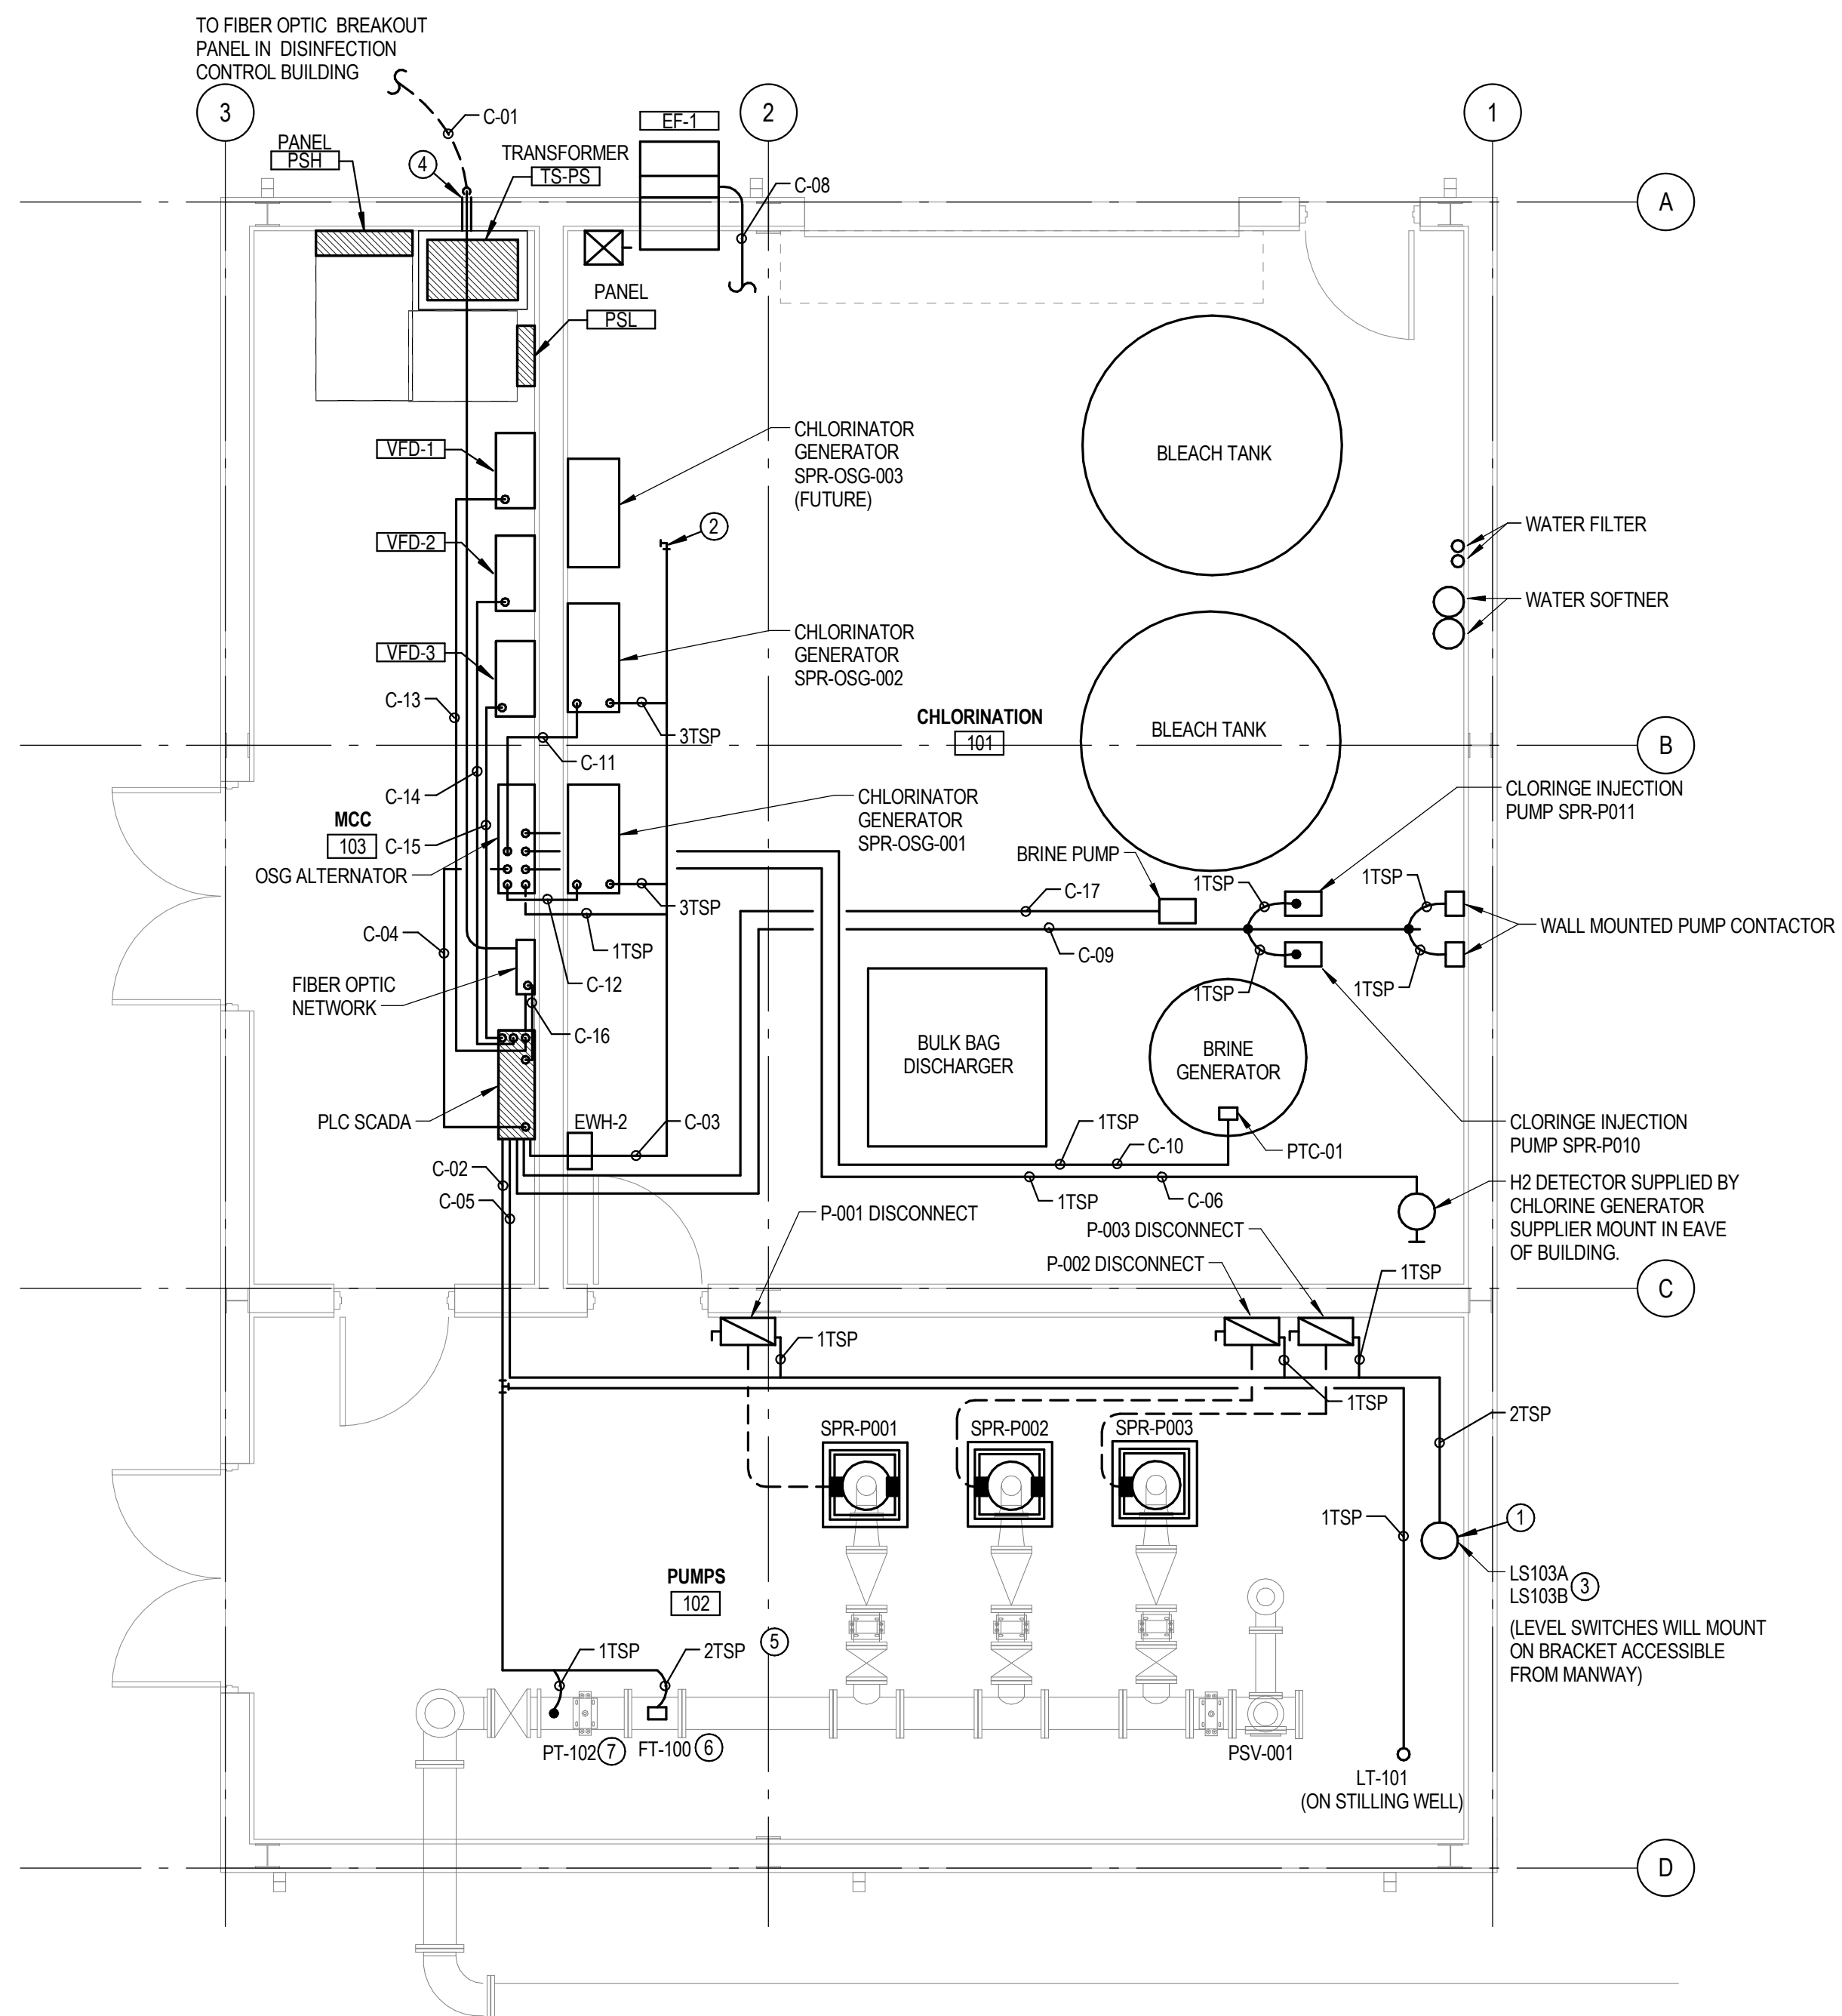 TO FIBER OPTIC BREAKOUT
PANEL IN DISINFECTION
CONTROL BUILDING
3
C-01
EF-1
2
1
PANEL
PSH
4
TRANSFORMER
TS-PS
C-08
A
PANEL
PSL
VFD-1
CHLORINATOR
GENERATOR
SPR-OSG-003
(FUTURE)
BLEACH TANK
2
WATER FILTER
VFD-2
WATER SOFTNER
VFD-3
CHLORINATOR
GENERATOR
SPR-OSG-002
C-13
3TSP
CHLORINATION
101
BLEACH TANK
B
C-11
C-14
MCC
103
C-15
OSG ALTERNATOR
CHLORINATOR
GENERATOR
SPR-OSG-001
CLORINGE INJECTION
PUMP SPR-P011
BRINE PUMP
1TSP
1TSP
3TSP
C-17
WALL MOUNTED PUMP CONTACTOR
C-04
1TSP
C-09
C-12
1TSP
1TSP
FIBER OPTIC
NETWORK
C-16
BULK BAG
DISCHARGER
BRINE
GENERATOR
PLC SCADA
EWH-2
C-03
1TSP
C-10
PTC-01
CLORINGE INJECTION
PUMP SPR-P010
C-02
C-05
1TSP
C-06
H2 DETECTOR SUPPLIED BY
CHLORINE GENERATOR
SUPPLIER MOUNT IN EAVE
OF BUILDING.
P-001 DISCONNECT
P-003 DISCONNECT
P-002 DISCONNECT
1TSP
C
1TSP
1TSP
2TSP
SPR-P001
SPR-P002
SPR-P003
1TSP
1
LS103A
LS103B
3
(LEVEL SWITCHES WILL MOUNT
ON BRACKET ACCESSIBLE
FROM MANWAY)
PUMPS
102
1TSP
2TSP
5
PT-102
7
FT-100
6
PSV-001
LT-101
(ON STILLING WELL)
D